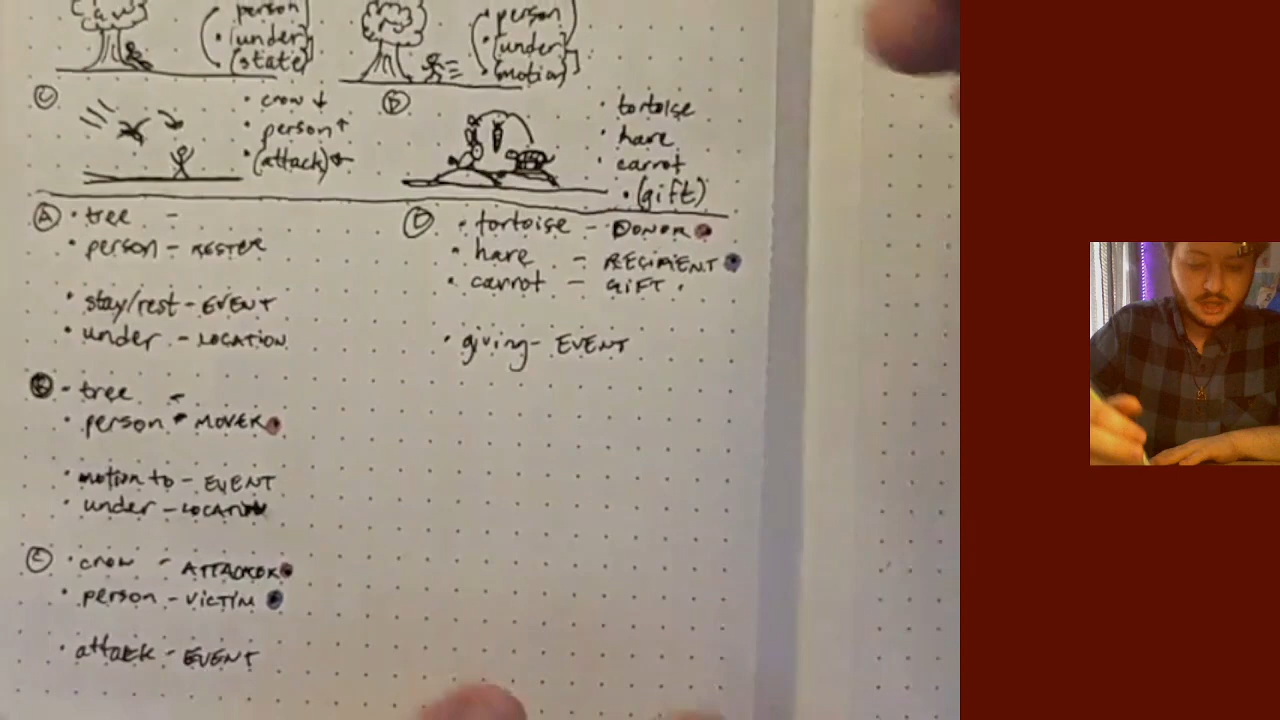 person
• (under)
(state)
• person
• (under)
• (motion)
C
• crow ↓
• person ↑
• (attack) ←
D
• tortoise
• hare
• carrot
• (gift)
A • tree -
• person - RESTER
• stay/rest - EVENT
• under - LOCATION
B - tree -
• person - MOVER
• motion to - EVENT
• under - LOCATION
C • crow - ATTACKER
• person - VICTIM
• attack - EVENT
D • tortoise - DONOR
• hare - RECIPIENT
• carrot - GIFT
• giving - EVENT